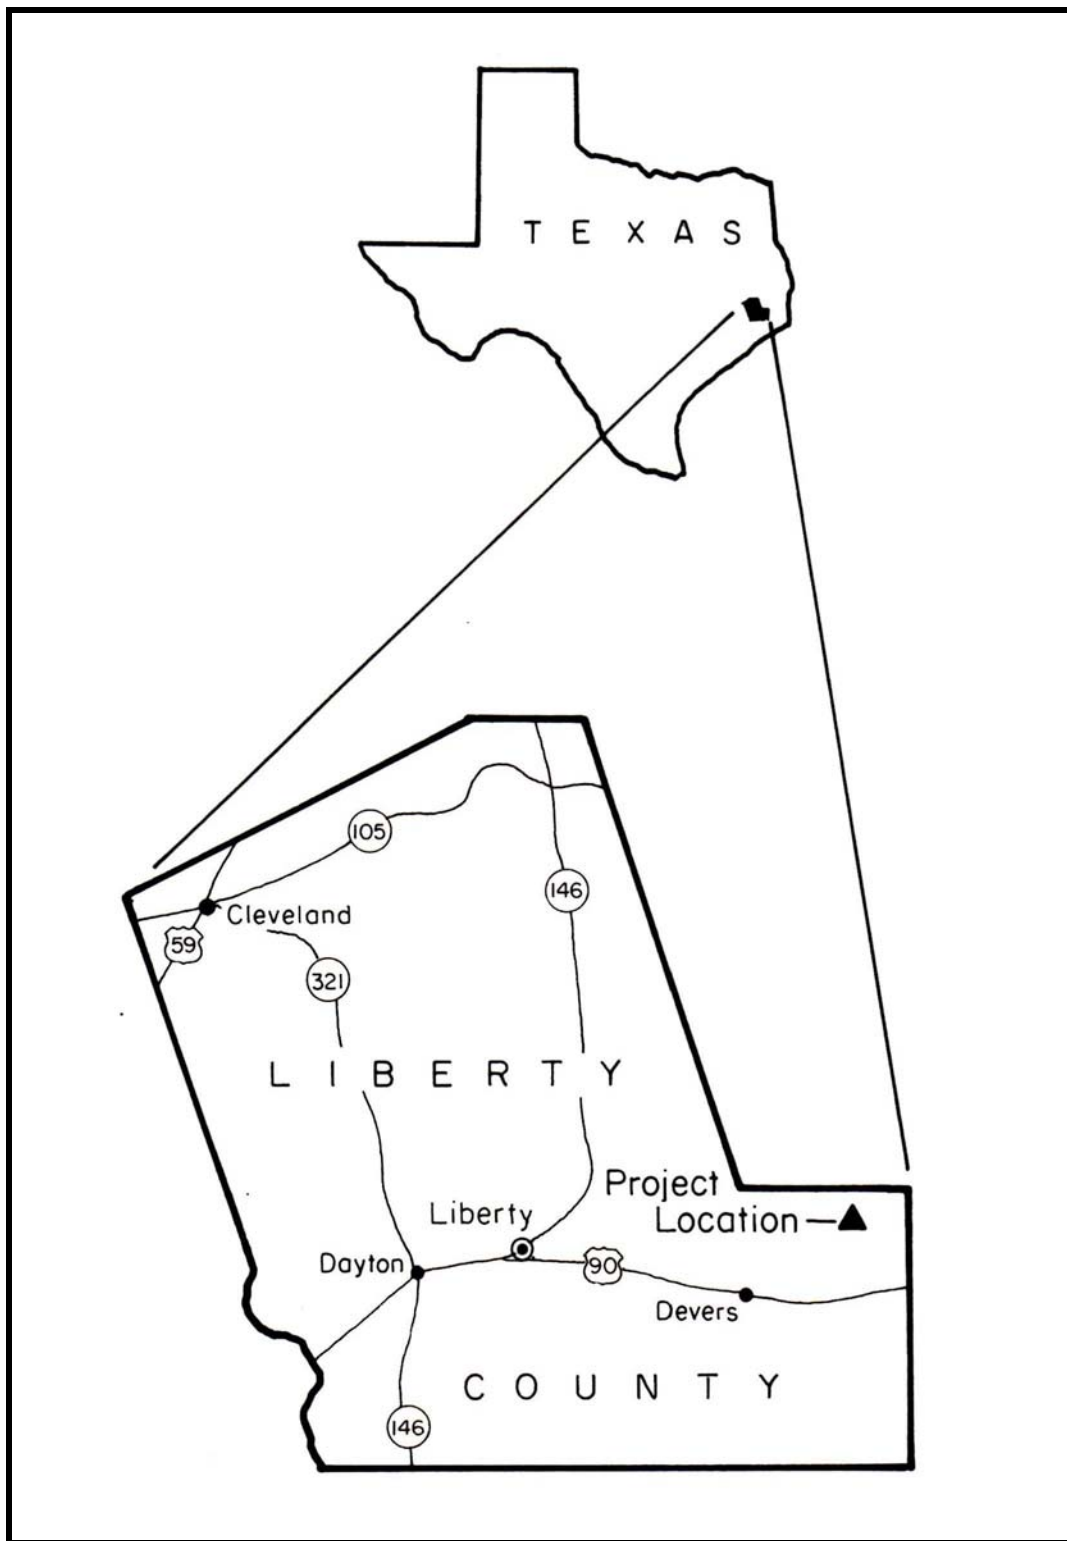 TEXAS
105
146
Cleveland
59
321
LIBERTY
Project
Location
Liberty
Dayton
90
Devers
COUNTY
146